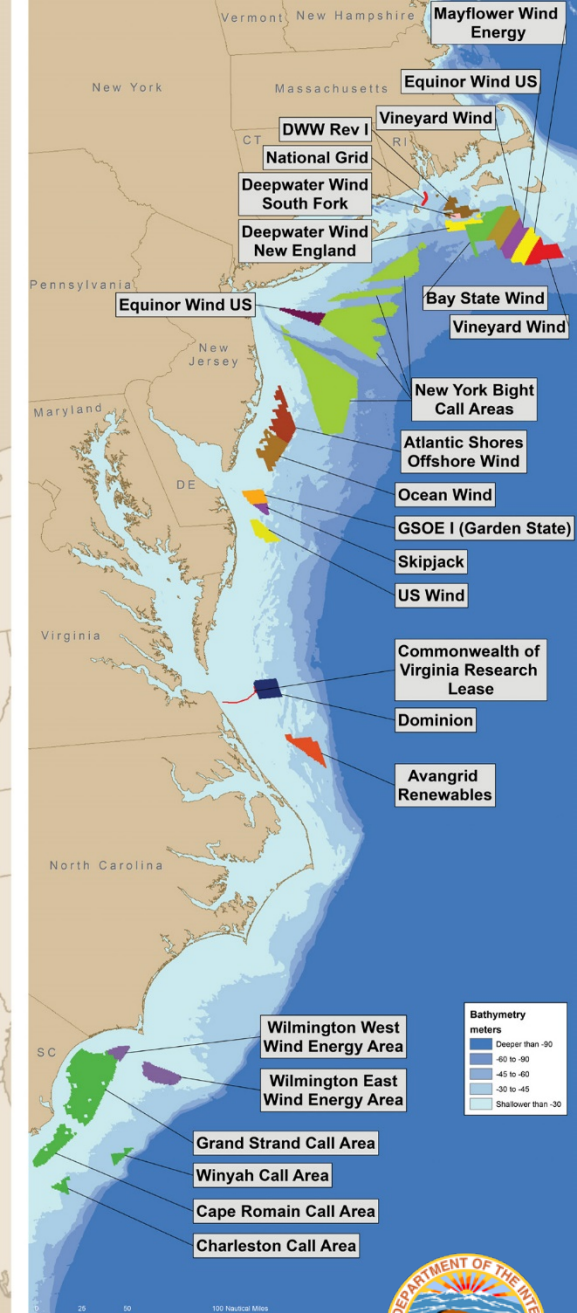 Vermont
New Hampshire
Mayflower Wind
Energy
New York
Massachusetts
Equinor Wind US
Vineyard Wind
DWW Rev I
CT
RI
National Grid
Deepwater Wind
South Fork
Deepwater Wind
New England
Pennsylvania
Equinor Wind US
Bay State Wind
Vineyard Wind
New
Jersey
New York Bight
Call Areas
Maryland
Atlantic Shores
Offshore Wind
DE
Ocean Wind
GSOE I (Garden State)
Skipjack
US Wind
Virginia
Commonwealth of
Virginia Research
Lease
Dominion
Avangrid
Renewables
North Carolina
Bathymetry
meters
Deeper than -90
-60 to -90
-45 to -60
-30 to -45
Shallower than -30
SC
Wilmington West
Wind Energy Area
Wilmington East
Wind Energy Area
Grand Strand Call Area
Winyah Call Area
Cape Romain Call Area
Charleston Call Area
DEPARTMENT OF THE INTE
0 25 50 100 Nautical Miles